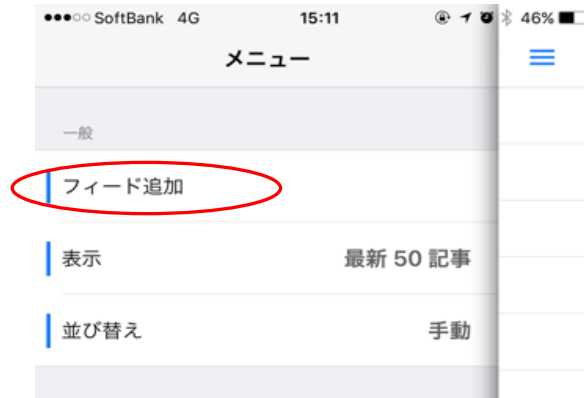 SoftBank 4G 15:11 46%
メニュー
一般
フィード追加
表示 最新 50 記事
並び替え 手動